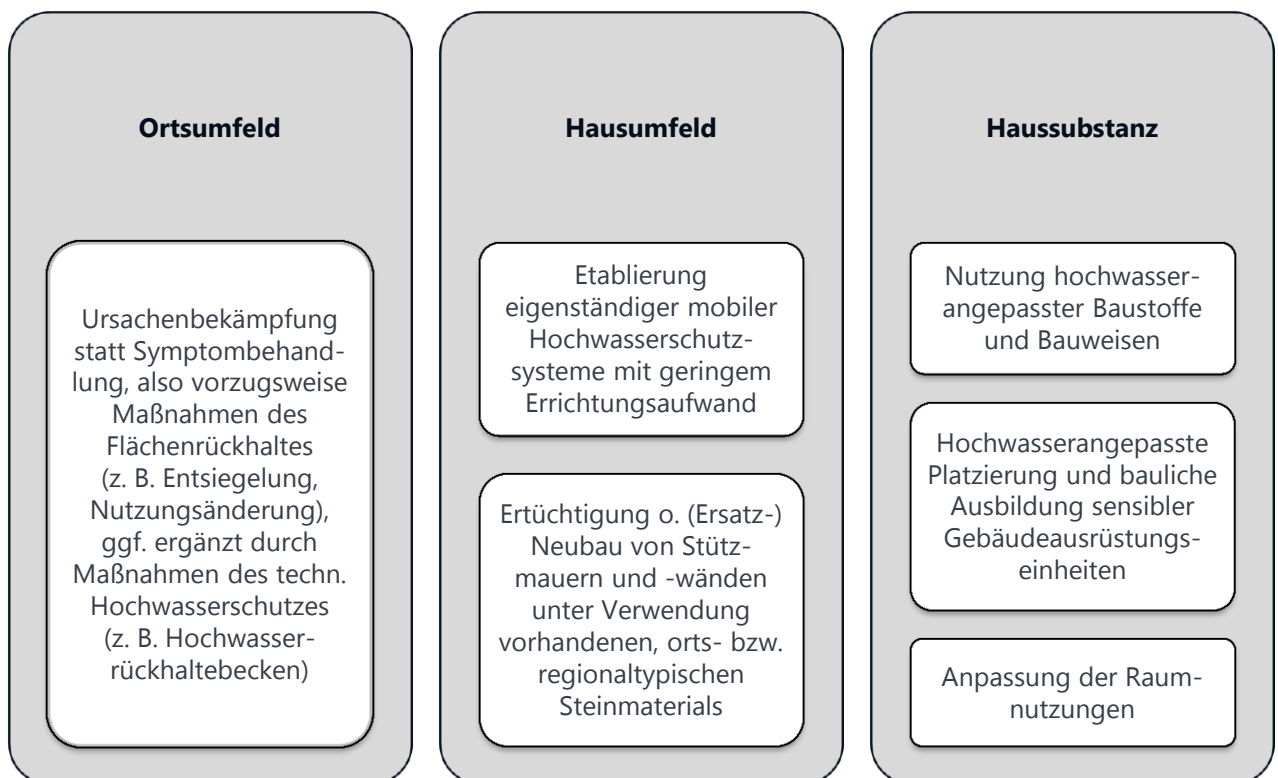 Ortsumfeld
Ursachenbekämpfung
statt Symptombehand-
lung, also vorzugsweise
Maßnahmen des
Flächenrückhaltes
(z. B. Entsiegelung,
Nutzungsänderung),
ggf. ergänzt durch
Maßnahmen des techn.
Hochwasserschutzes
(z. B. Hochwasser-
rückhaltebecken)
Hausumfeld
Etablierung
eigenständiger mobiler
Hochwasserschutz-
systeme mit geringem
Errichtungsaufwand
Ertüchtigung o. (Ersatz-)
Neubau von Stütz-
mauern und -wänden
unter Verwendung
vorhandenen, orts- bzw.
regionaltypischen
Steinmaterials
Haussubstanz
Nutzung hochwasser-
angepasster Baustoffe
und Bauweisen
Hochwasserangepasste
Platzierung und bauliche
Ausbildung sensibler
Gebäudeausrüstungs-
einheiten
Anpassung der Raum-
nutzungen